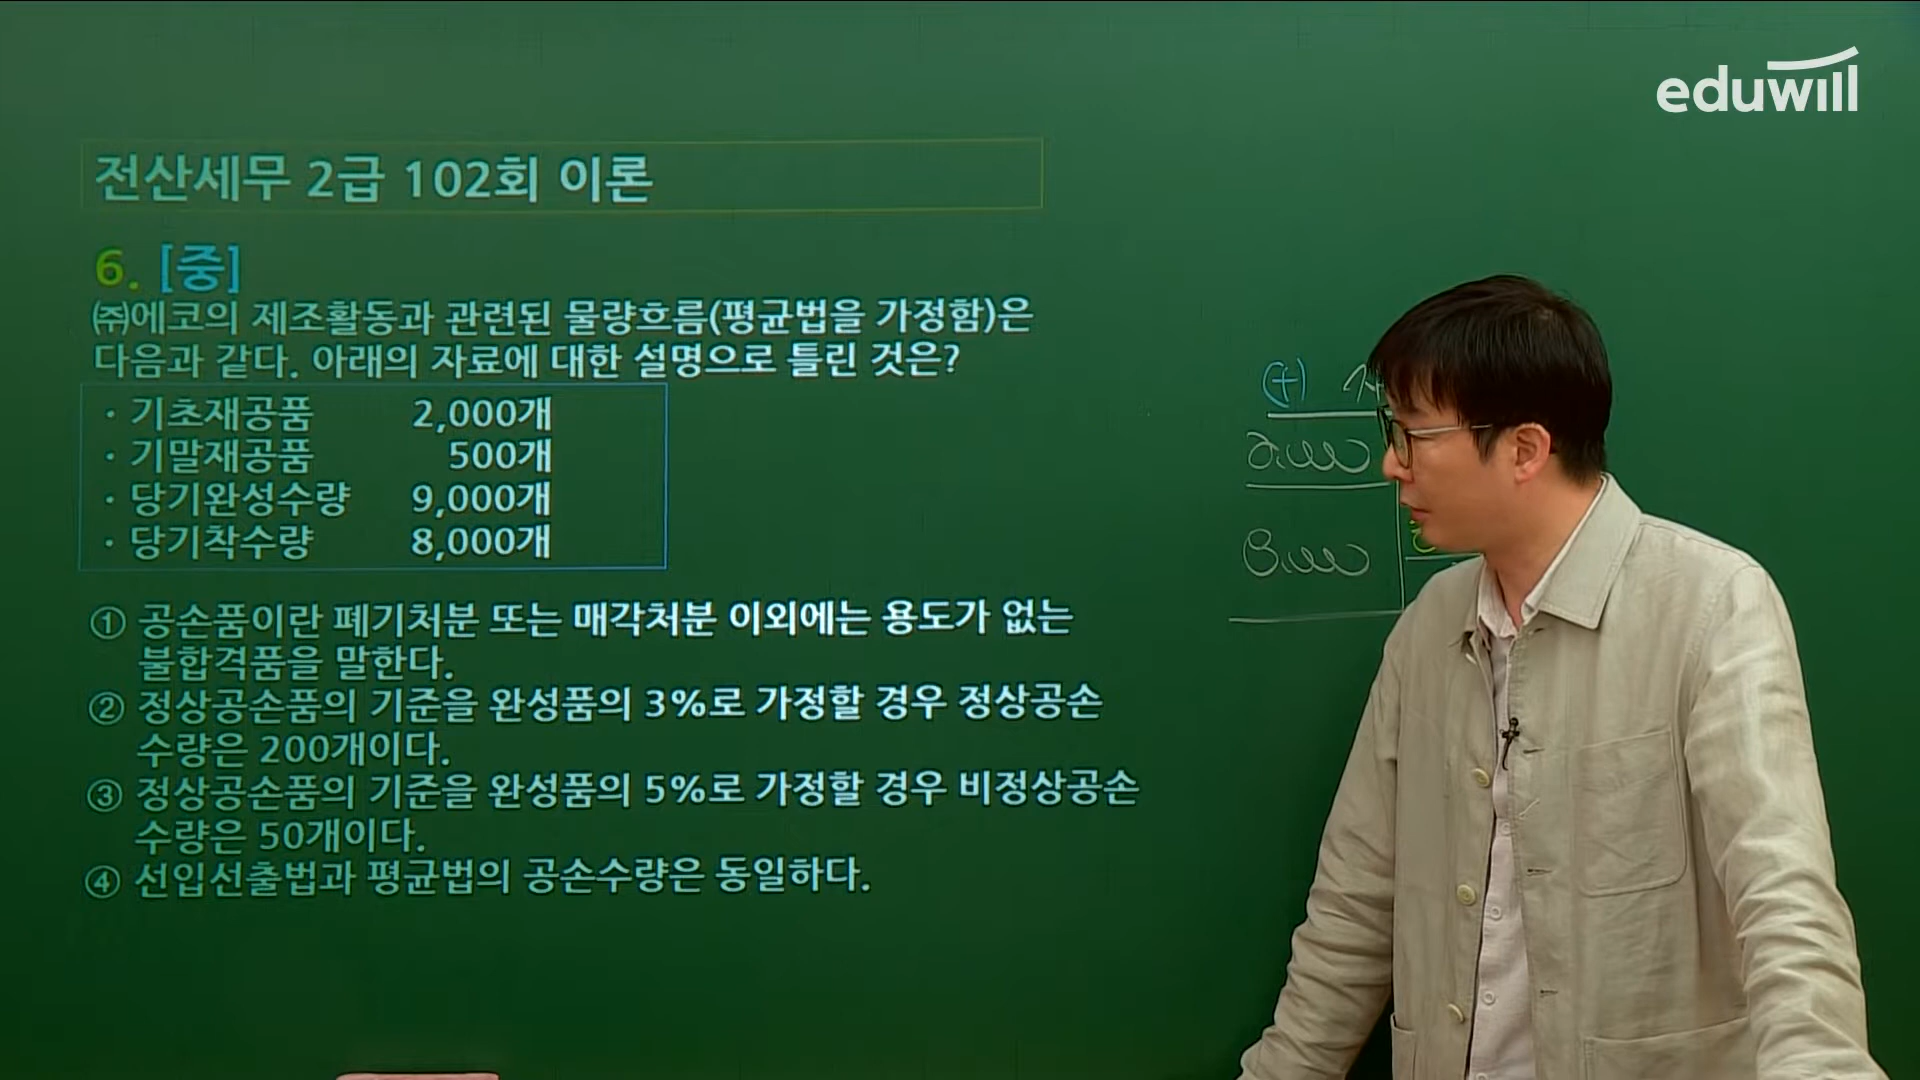 eduwill
전산세무 2급 102회 이론
6. [중]
㈜에코의 제조활동과 관련된 물량흐름(평균법을 가정함)은
다음과 같다. 아래의 자료에 대한 설명으로 틀린 것은?
· 기초재공품 2,000개
· 기말재공품 500개
· 당기완성수량 9,000개
· 당기착수량 8,000개
① 공손품이란 폐기처분 또는 매각처분 이외에는 용도가 없는
불합격품을 말한다.
② 정상공손품의 기준을 완성품의 3%로 가정할 경우 정상공손
수량은 200개이다.
③ 정상공손품의 기준을 완성품의 5%로 가정할 경우 비정상공손
수량은 50개이다.
④ 선입선출법과 평균법의 공손수량은 동일하다.
(+)
2,000
8,000